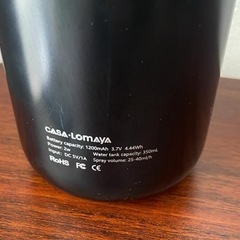 CASA·LOMAYA
Battery capacity: 1200mAh 3.7V 4.44Wh
Power: 2w Water tank capacity: 350mL
Input: DC 5V/1A Spray volume: 25-40ml/h
RoHS FC CE